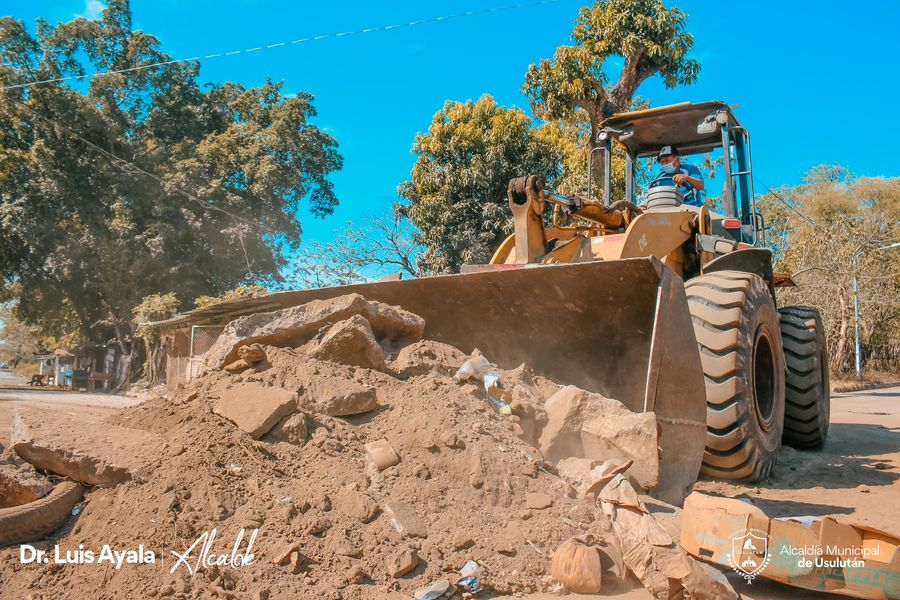 Dr. Luis Ayala Alcalde
Alcaldía Municipal
de Usulután